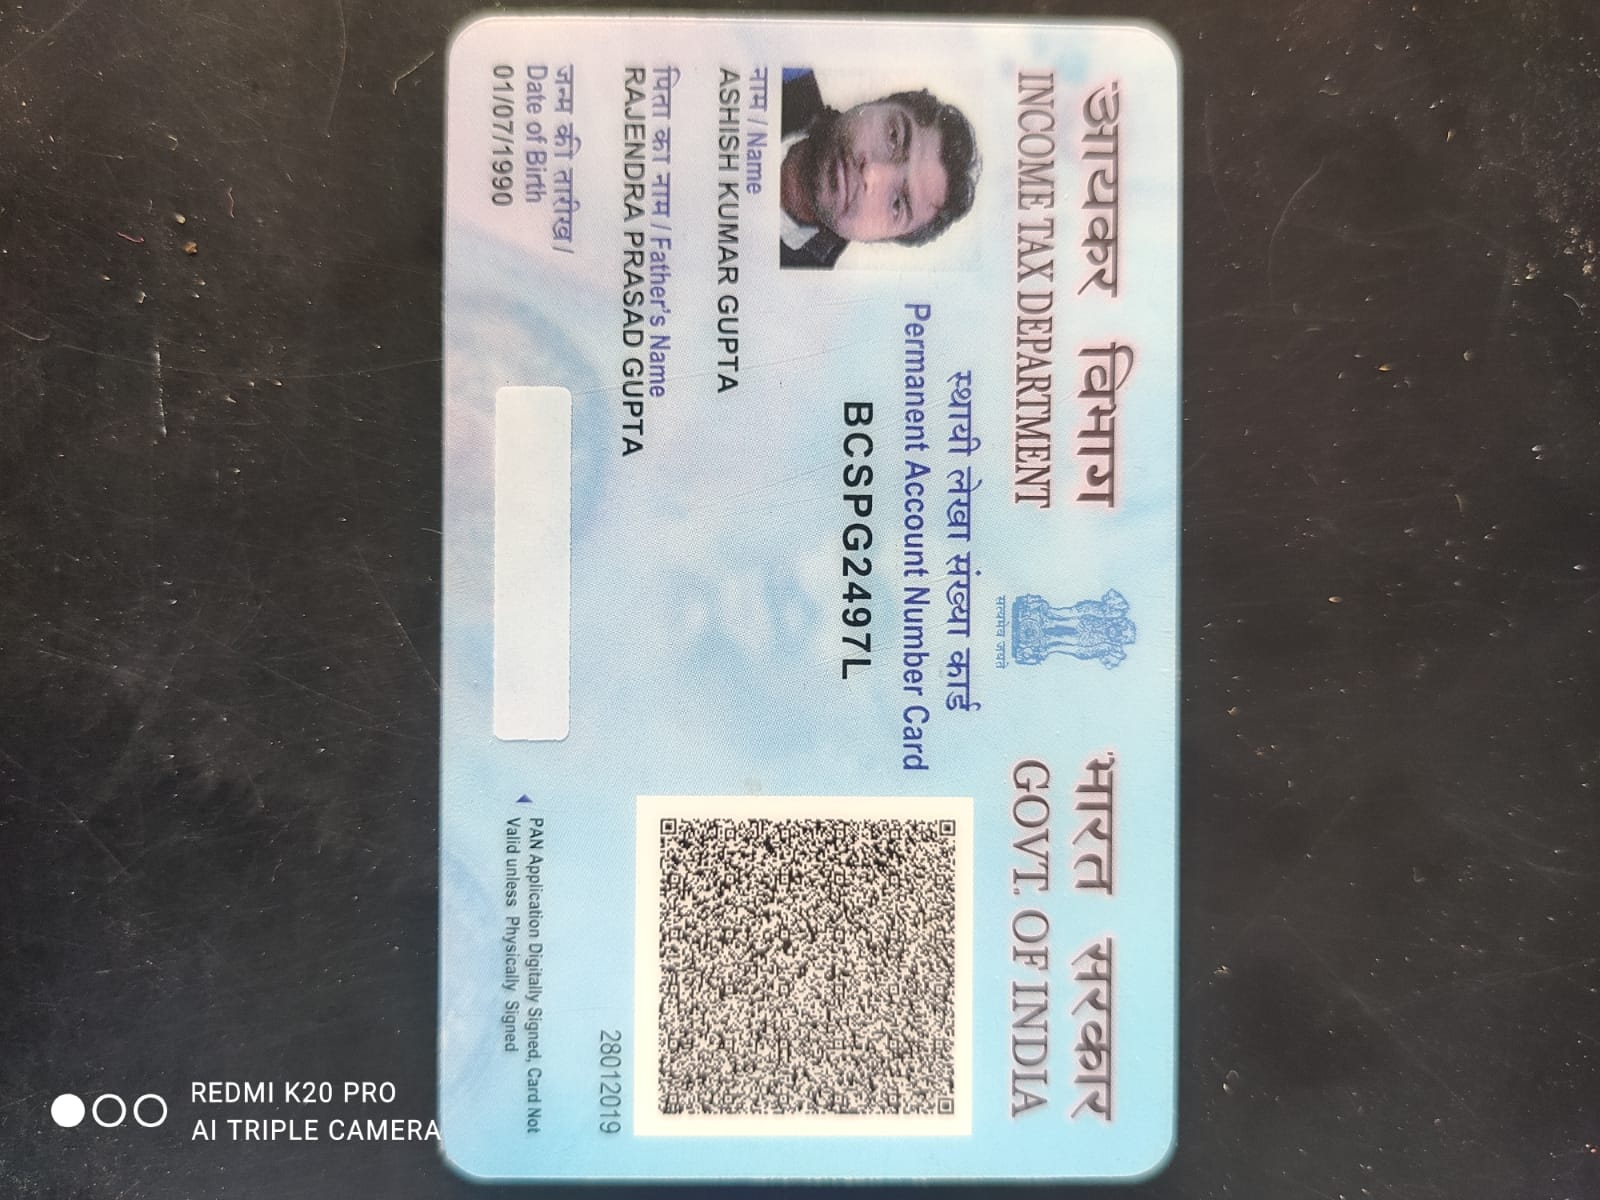 आयकर विभाग
INCOME TAX DEPARTMENT
सत्यमेव जयते
भारत सरकार
GOVT. OF INDIA
स्थायी लेखा संख्या कार्ड
Permanent Account Number Card
BCSPG2497L
नाम / Name
ASHISH KUMAR GUPTA
पिता का नाम / Father's Name
RAJENDRA PRASAD GUPTA
जन्म की तारीख /
Date of Birth
01/07/1990
28012019
PAN Application Digitally Signed, Card Not
Valid unless Physically Signed
REDMI K20 PRO
AI TRIPLE CAMERA